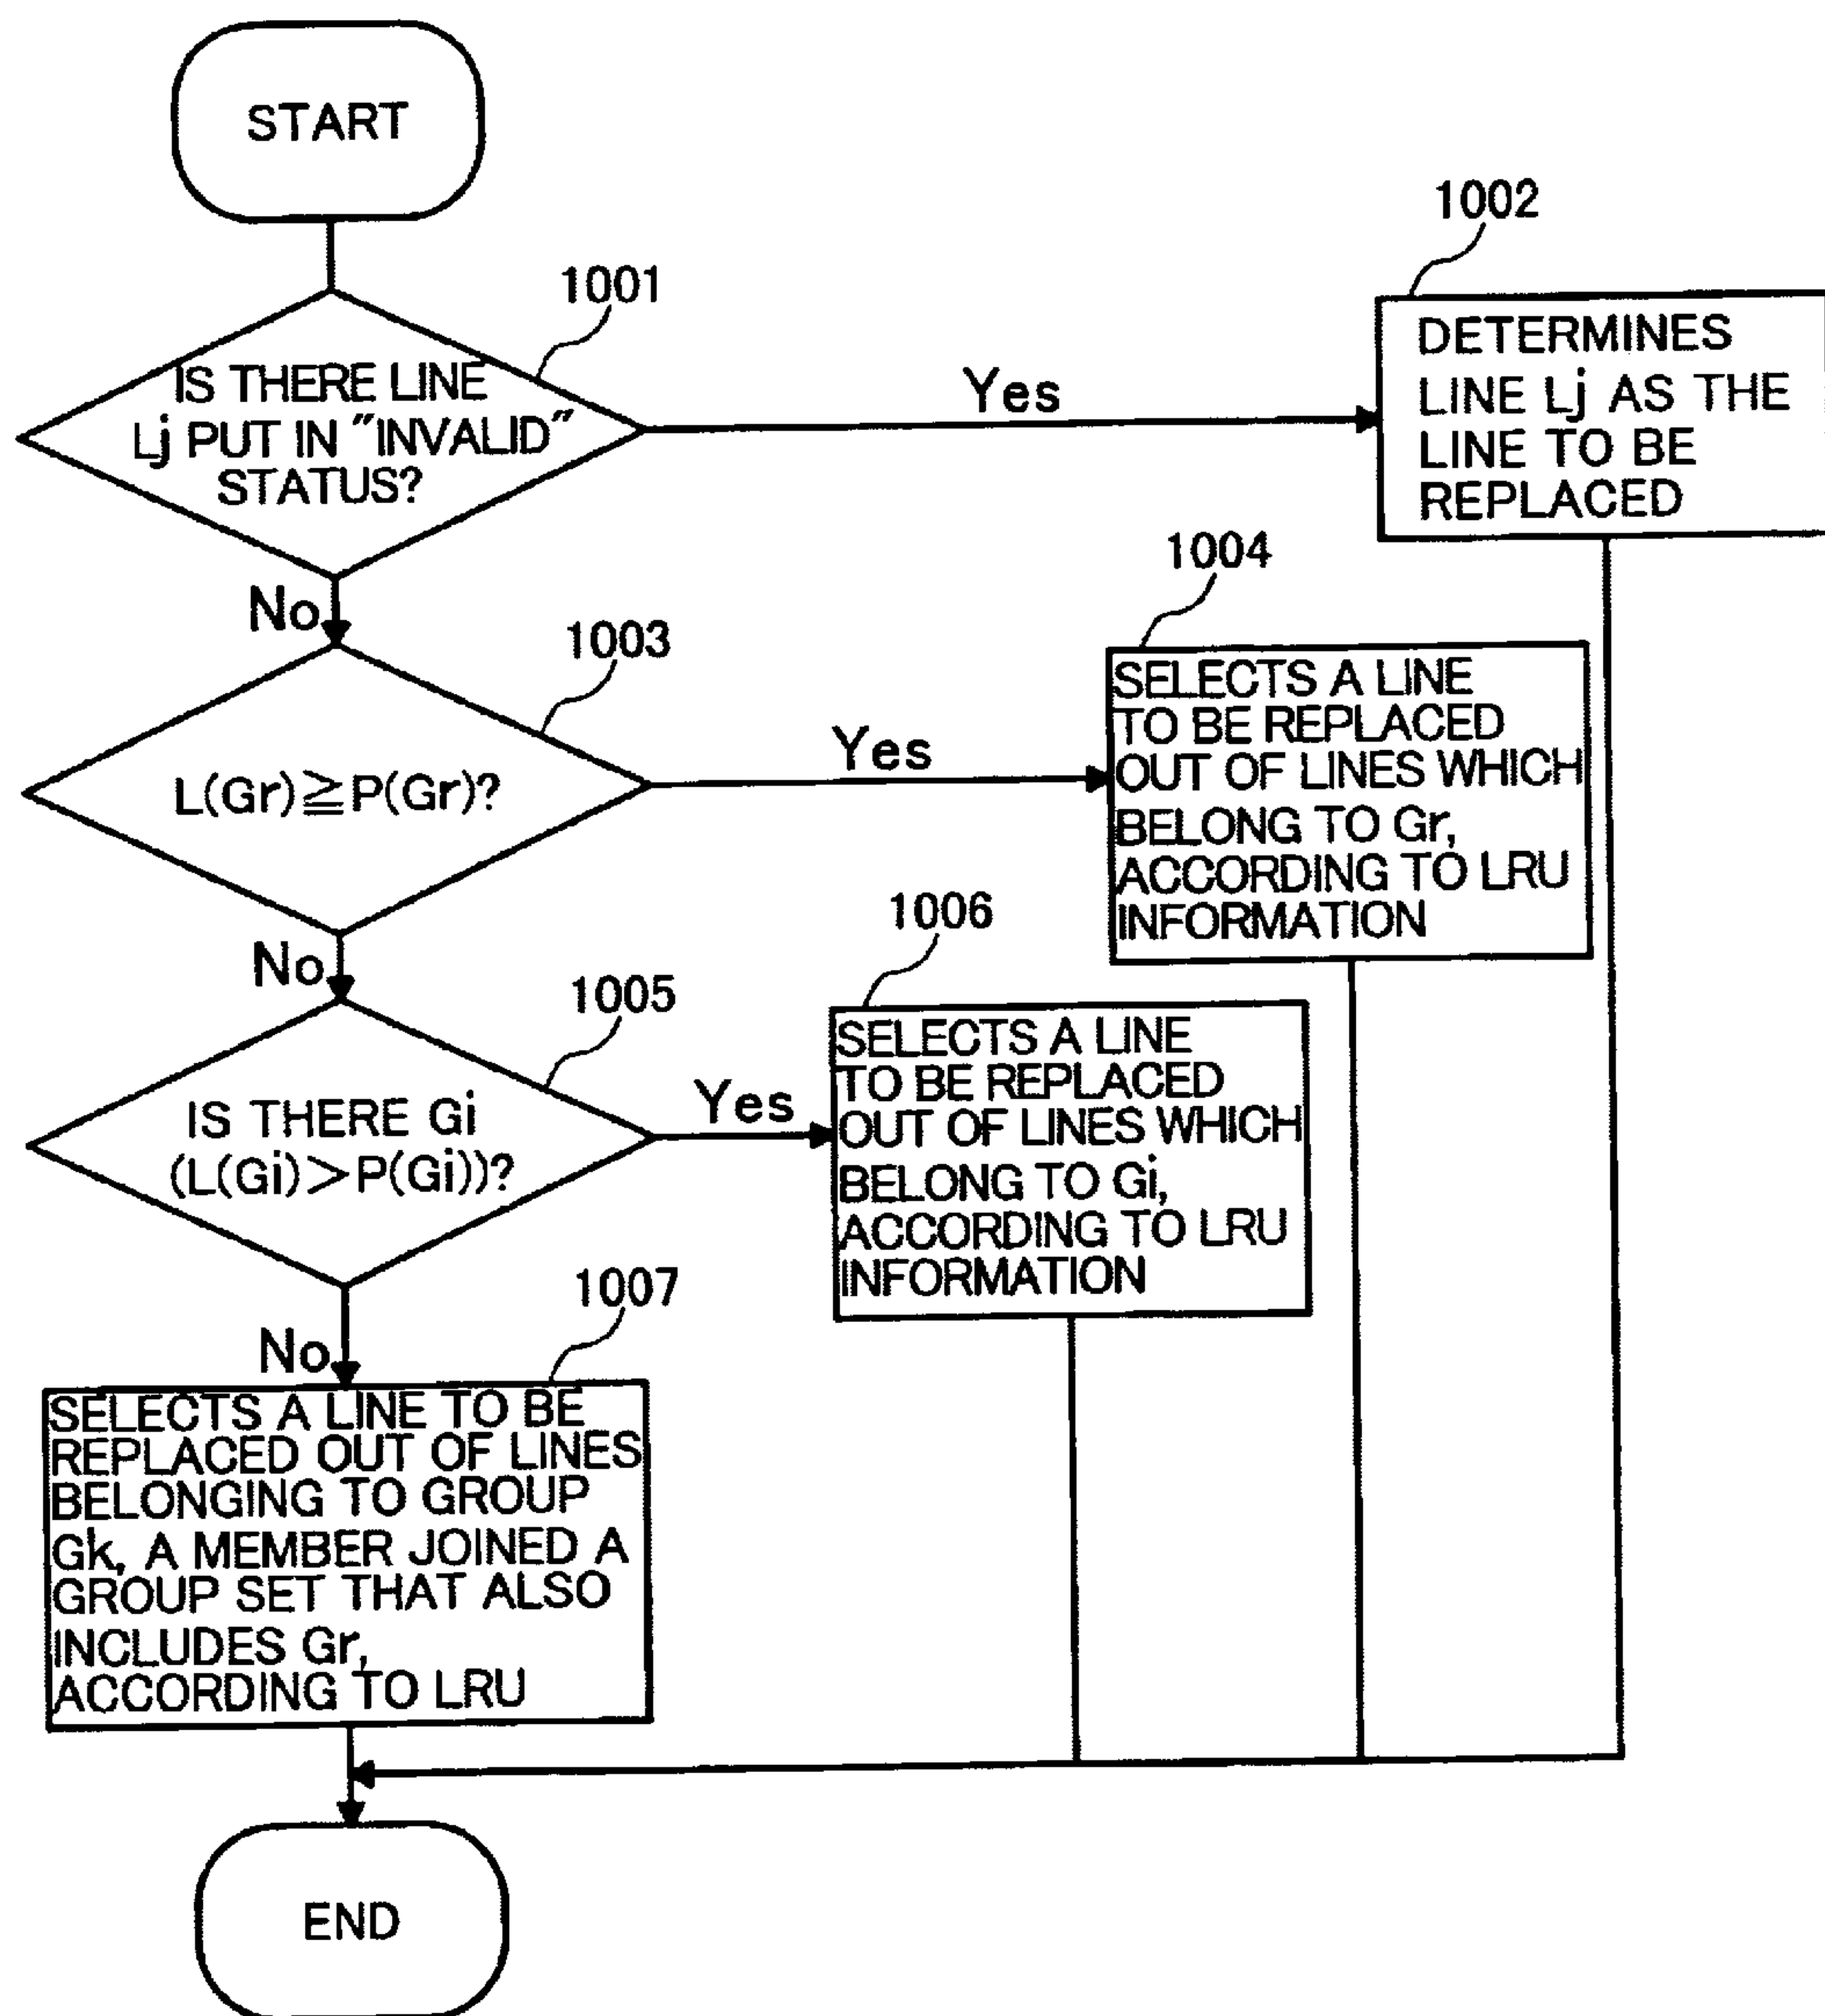 START
1001
IS THERE LINE
Lj PUT IN "INVALID"
STATUS?
Yes
1002
DETERMINES
LINE Lj AS THE
LINE TO BE
REPLACED
No
1003
L(Gr)≧P(Gr)?
Yes
1004
SELECTS A LINE
TO BE REPLACED
OUT OF LINES WHICH
BELONG TO Gr,
ACCORDING TO LRU
INFORMATION
No
1005
IS THERE Gi
(L(Gi)>P(Gi))?
Yes
1006
SELECTS A LINE
TO BE REPLACED
OUT OF LINES WHICH
BELONG TO Gi,
ACCORDING TO LRU
INFORMATION
No
1007
SELECTS A LINE TO BE
REPLACED OUT OF LINES
BELONGING TO GROUP
Gk, A MEMBER JOINED A
GROUP SET THAT ALSO
INCLUDES Gr,
ACCORDING TO LRU
END